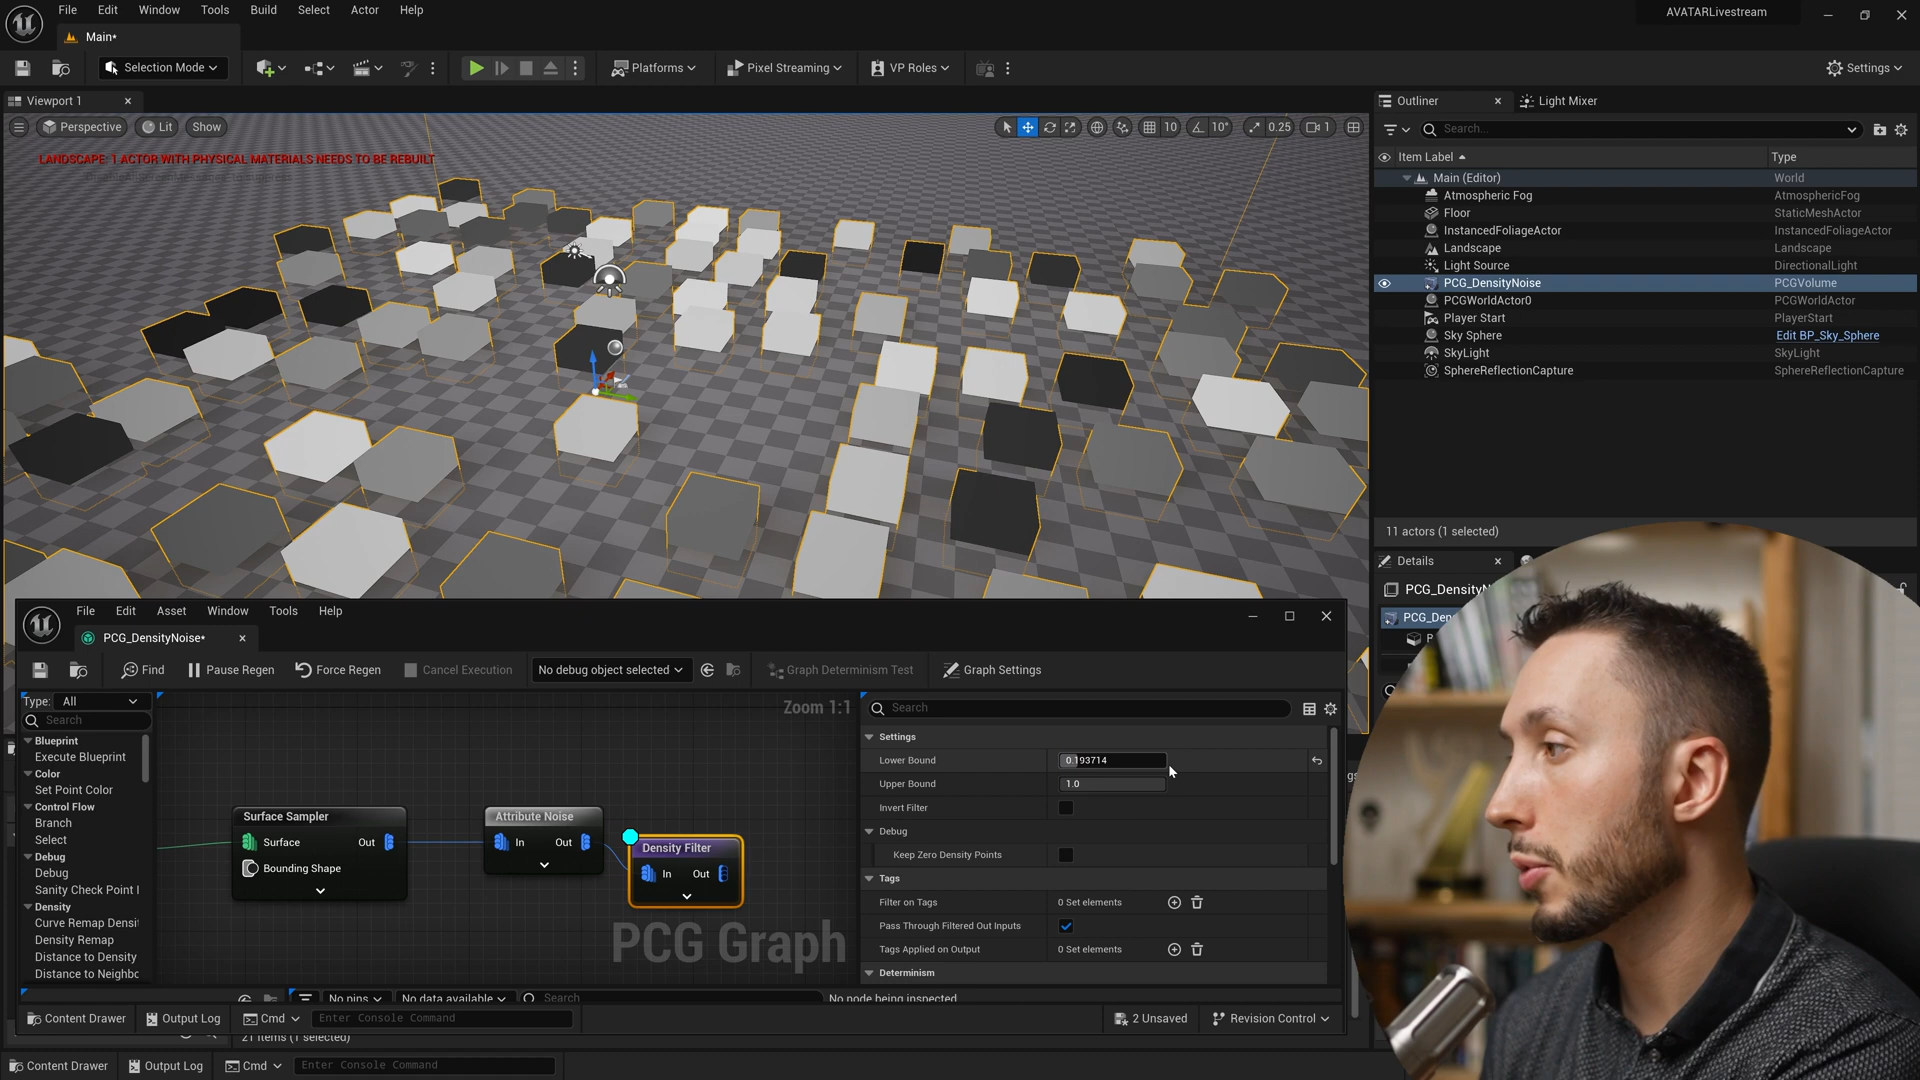 File Edit Window Tools Build Select Actor Help
AVATARLivestream
Main*
Selection Mode
Platforms
Pixel Streaming
VP Roles
Settings
Viewport 1
Outliner
Light Mixer
Perspective
Lit
Show
10
10°
0.25
1
Search...
LANDSCAPE: 1 ACTOR WITH PHYSICAL MATERIALS NEEDS TO BE REBUILT
Item Label
Type
Main (Editor) World
Atmospheric Fog AtmosphericFog
Floor StaticMeshActor
InstancedFoliageActor InstancedFoliageActor
Landscape Landscape
Light Source DirectionalLight
PCG_DensityNoise PCGVolume
PCGWorldActor0 PCGWorldActor
Player Start PlayerStart
Sky Sphere Edit BP_Sky_Sphere
SkyLight SkyLight
SphereReflectionCapture SphereReflectionCapture
11 actors (1 selected)
Details
PCG_DensityN
PCG_Den
P
File Edit Asset Window Tools Help
PCG_DensityNoise*
Find
Pause Regen
Force Regen
Cancel Execution
No debug object selected
Graph Determinism Test
Graph Settings
Type: All
Search
Blueprint
Execute Blueprint
Color
Set Point Color
Control Flow
Branch
Select
Debug
Debug
Sanity Check Point
Density
Curve Remap Densit
Density Remap
Distance to Density
Distance to Neighbo
Zoom 1:1
Surface Sampler
Surface Out
Bounding Shape
Attribute Noise
In Out
Density Filter
In Out
PCG Graph
Search
Settings
Lower Bound 0.193714
Upper Bound 1.0
Invert Filter
Debug
Keep Zero Density Points
Tags
Filter on Tags 0 Set elements
Pass Through Filtered Out Inputs
Tags Applied on Output 0 Set elements
Determinism
No pins
No data available
Search
No node being inspected
Content Drawer
Output Log
Cmd
Enter Console Command
2 Unsaved
Revision Control
21 items (1 selected)
Content Drawer
Output Log
Cmd
Enter Console Command